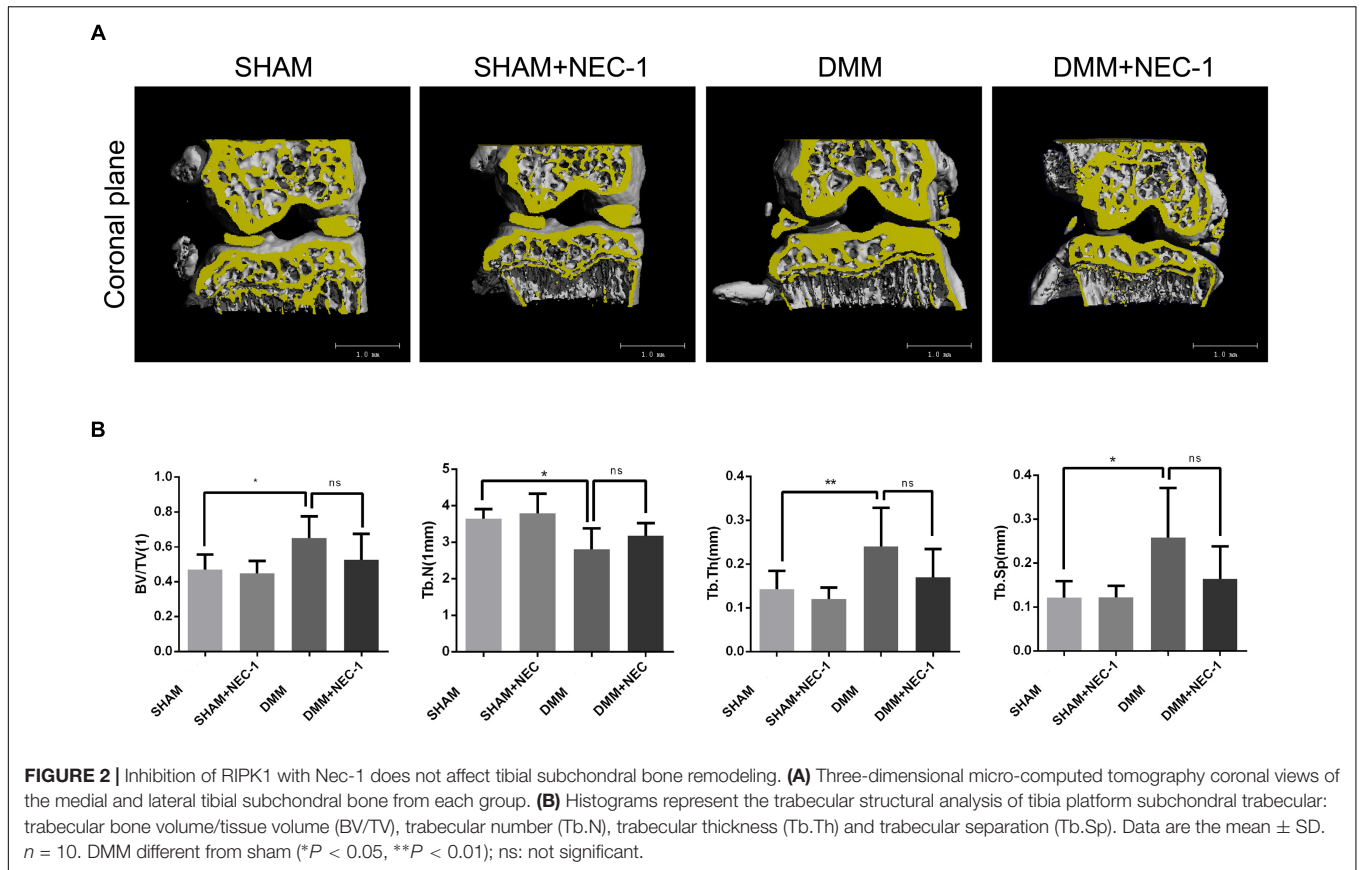 A
SHAM
SHAM+NEC-1
DMM
DMM+NEC-1
Coronal plane
1.0 mm
1.0 mm
1.0 mm
1.0 mm
B
BV/TV(1)
1.0
0.8
0.6
0.4
0.2
0.0
*
ns
SHAM
SHAM+NEC-1
DMM
DMM+NEC-1
Tb.N(1mm)
5
4
3
2
1
0
*
ns
SHAM
SHAM+NEC
DMM
DMM+NEC
Tb.Th(mm)
0.4
0.3
0.2
0.1
0.0
**
ns
SHAM
SHAM+NEC-1
DMM
DMM+NEC-1
Tb.Sp(mm)
0.4
0.3
0.2
0.1
0.0
*
ns
SHAM
SHAM+NEC-1
DMM
DMM+NEC-1
FIGURE 2 | Inhibition of RIPK1 with Nec-1 does not affect tibial subchondral bone remodeling. (A) Three-dimensional micro-computed tomography coronal views of
the medial and lateral tibial subchondral bone from each group. (B) Histograms represent the trabecular structural analysis of tibia platform subchondral trabecular:
trabecular bone volume/tissue volume (BV/TV), trabecular number (Tb.N), trabecular thickness (Tb.Th) and trabecular separation (Tb.Sp). Data are the mean ± SD.
n = 10. DMM different from sham (*P < 0.05, **P < 0.01); ns: not significant.